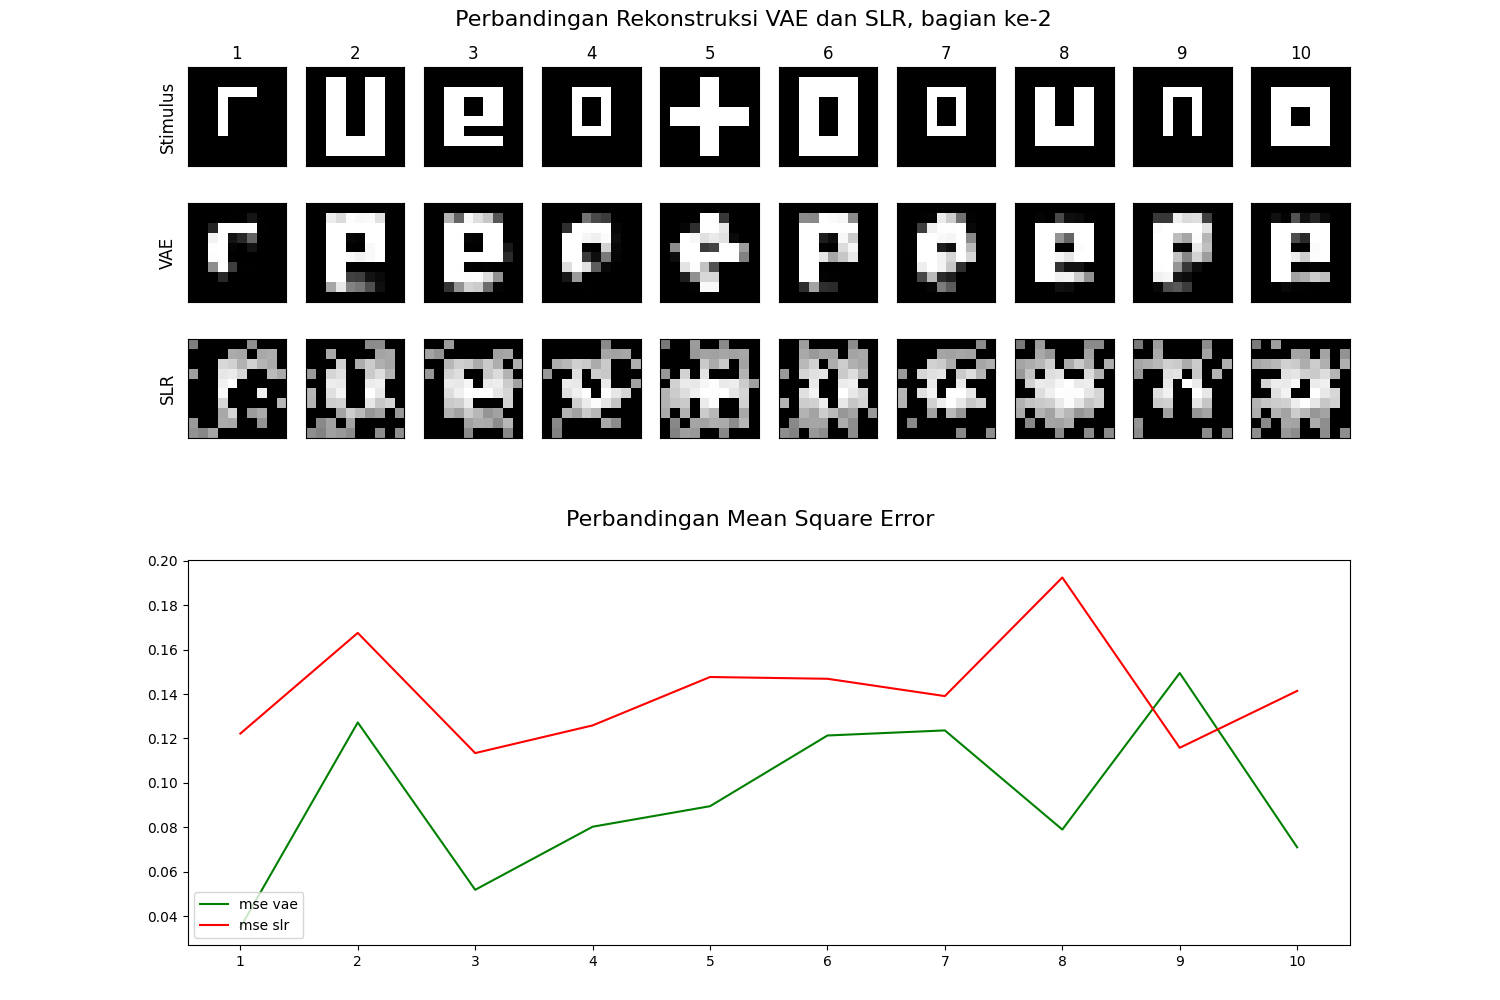 Perbandingan Rekonstruksi VAE dan SLR, bagian ke-2
1 2 3 4 5 6 7 8 9 10
Stimulus
VAE
SLR
Perbandingan Mean Square Error
0.20
0.18
0.16
0.14
0.12
0.10
0.08
0.06
0.04
mse vae
mse slr
1 2 3 4 5 6 7 8 9 10